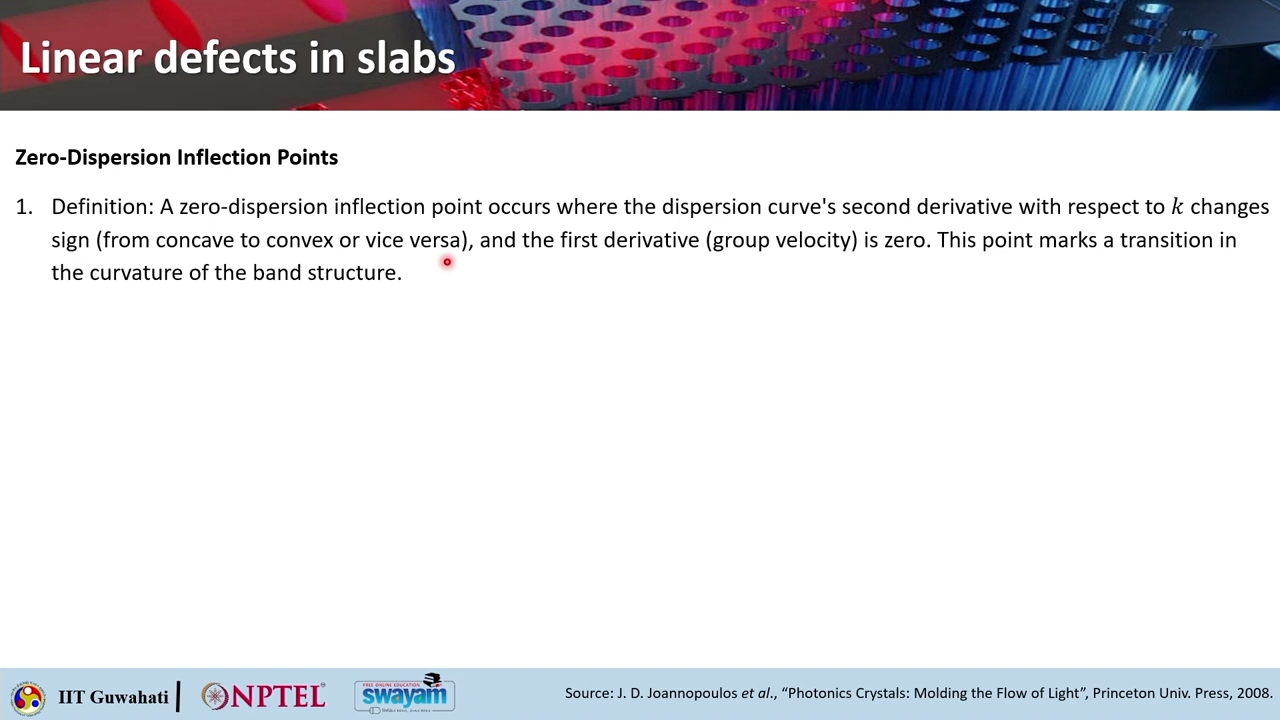 Linear defects in slabs
Zero-Dispersion Inflection Points
1. Definition: A zero-dispersion inflection point occurs where the dispersion curve's second derivative with respect to k changes
sign (from concave to convex or vice versa), and the first derivative (group velocity) is zero. This point marks a transition in
the curvature of the band structure.
IIT Guwahati
NPTEL
FREE ONLINE EDUCATION
swayam
Source: J. D. Joannopoulos et al., “Photonics Crystals: Molding the Flow of Light”, Princeton Univ. Press, 2008.